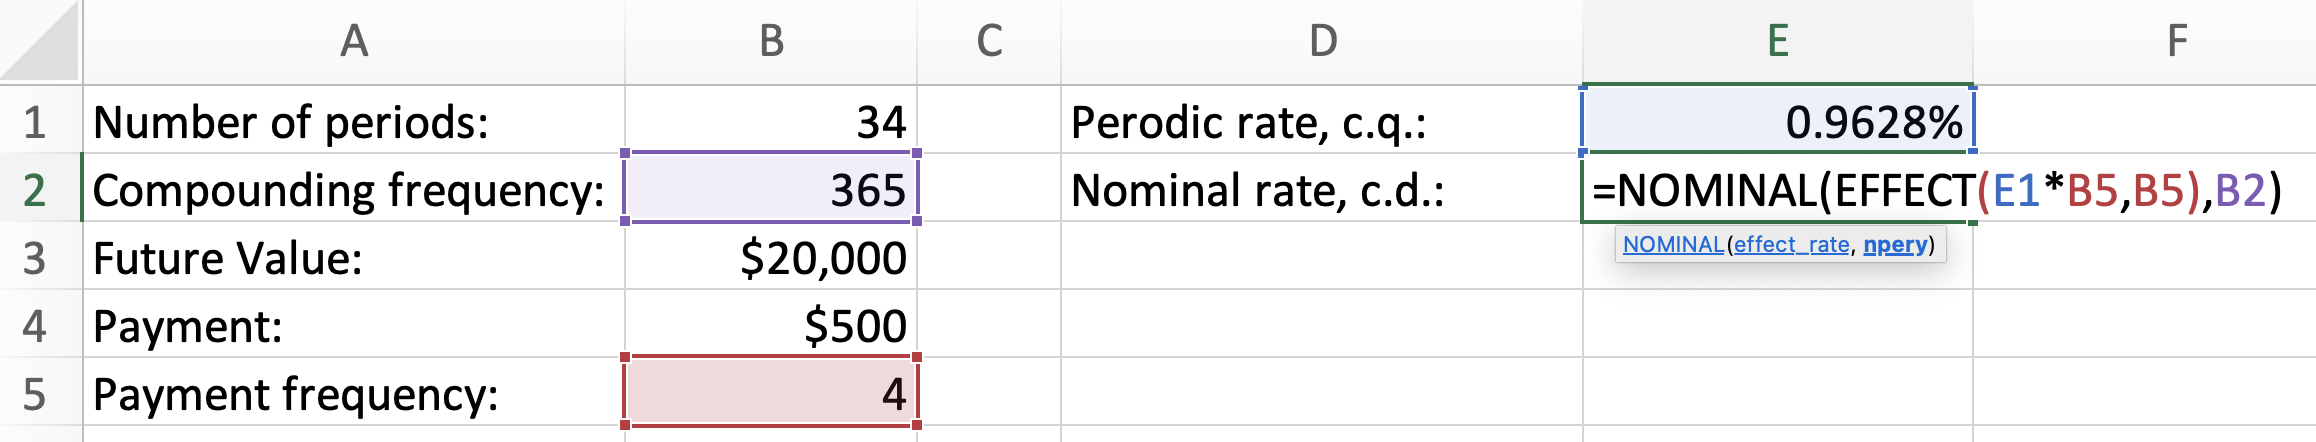 A B C D E F
1 Number of periods: 34 Perodic rate, c.q.: 0.9628%
2 Compounding frequency: 365 Nominal rate, c.d.: =NOMINAL(EFFECT(E1*B5,B5),B2)
NOMINAL(effect_rate, npery)
3 Future Value: $20,000
4 Payment: $500
5 Payment frequency: 4